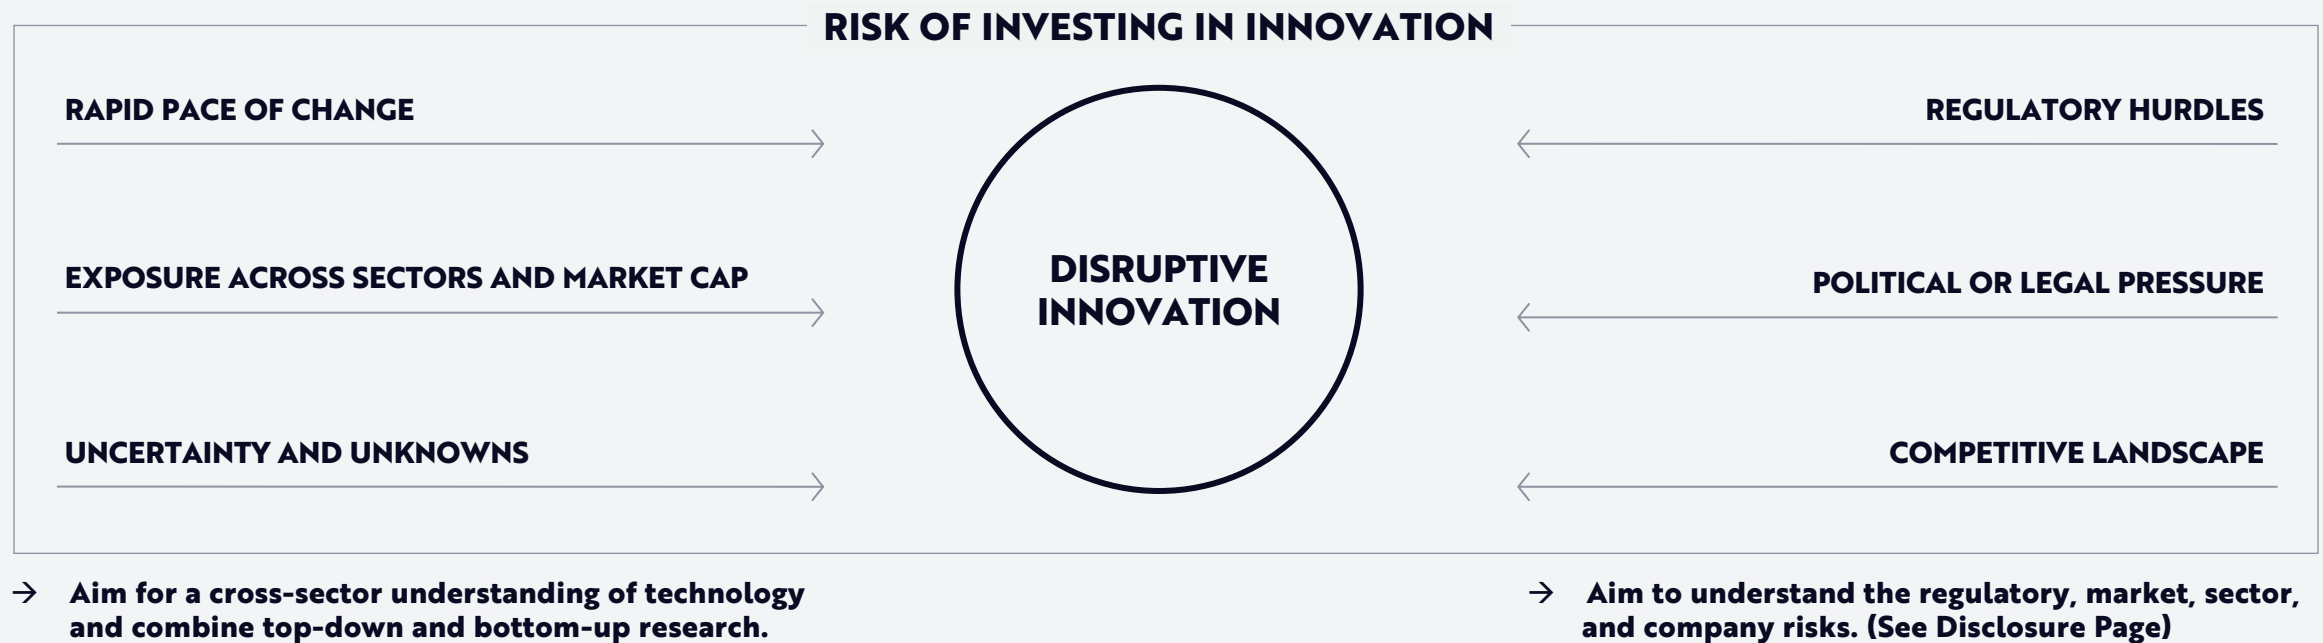 RISK OF INVESTING IN INNOVATION
RAPID PACE OF CHANGE
EXPOSURE ACROSS SECTORS AND MARKET CAP
UNCERTAINTY AND UNKNOWNS
DISRUPTIVE
INNOVATION
REGULATORY HURDLES
POLITICAL OR LEGAL PRESSURE
COMPETITIVE LANDSCAPE
→ Aim for a cross-sector understanding of technology
and combine top-down and bottom-up research.
→ Aim to understand the regulatory, market, sector,
and company risks. (See Disclosure Page)